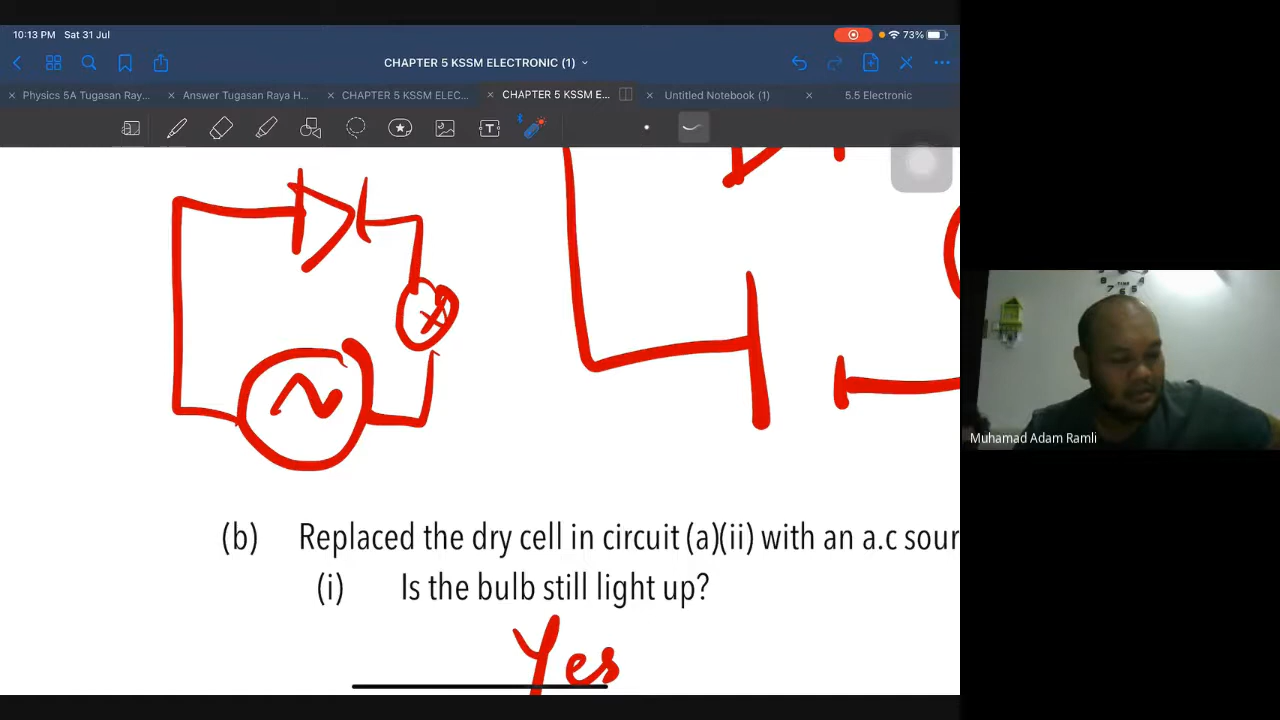 10:13 PM Sat 31 Jul
73%
CHAPTER 5 KSSM ELECTRONIC (1)
Physics 5A Tugasan Ray...
Answer Tugasan Raya H...
CHAPTER 5 KSSM ELEC...
CHAPTER 5 KSSM E...
Untitled Notebook (1)
5.5 Electronic
T
(b) Replaced the dry cell in circuit (a)(ii) with an a.c sour
(i) Is the bulb still light up?
Yes
Muhamad Adam Ramli